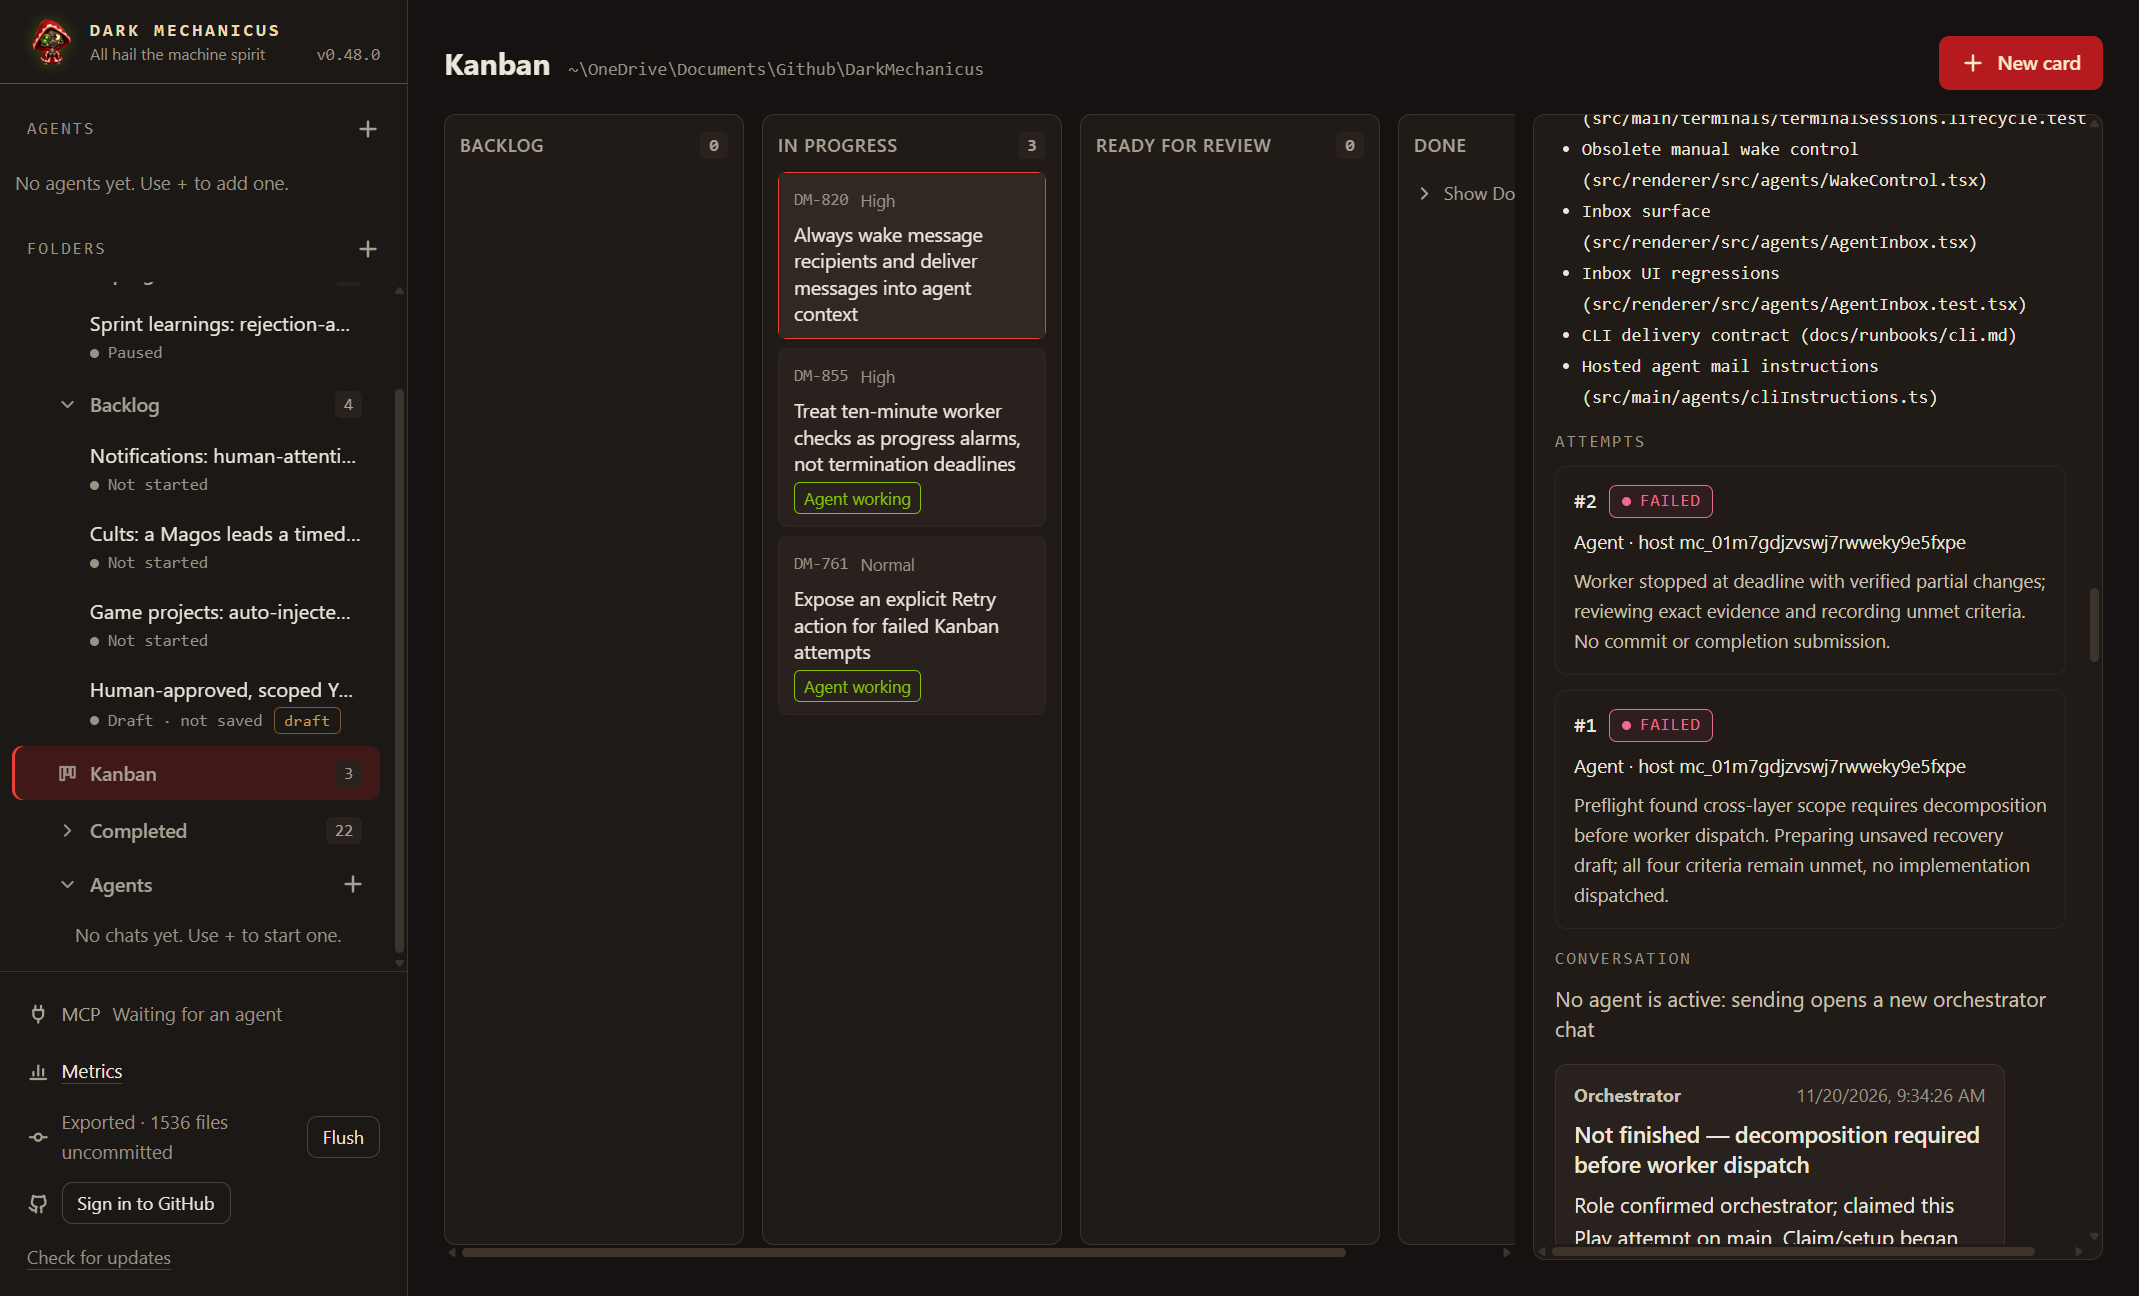 DARK MECHANICUS
All hail the machine spirit
v0.48.0
AGENTS
No agents yet. Use + to add one.
FOLDERS
Sprint learnings: rejection-a...
Paused
Backlog
4
Notifications: human-attenti...
Not started
Cults: a Magos leads a timed...
Not started
Game projects: auto-injecte...
Not started
Human-approved, scoped Y...
Draft · not saved
draft
Kanban
3
Completed
22
Agents
No chats yet. Use + to start one.
MCP Waiting for an agent
Metrics
Exported · 1536 files
uncommitted
Flush
Sign in to GitHub
Check for updates
Kanban
~\OneDrive\Documents\Github\DarkMechanicus
New card
BACKLOG
0
IN PROGRESS
3
DM-820 High
Always wake message
recipients and deliver
messages into agent
context
DM-855 High
Treat ten-minute worker
checks as progress alarms,
not termination deadlines
Agent working
DM-761 Normal
Expose an explicit Retry
action for failed Kanban
attempts
Agent working
READY FOR REVIEW
0
DONE
Show Do
(src/main/terminals/terminalSessions.lifecycle.test
• Obsolete manual wake control
(src/renderer/src/agents/WakeControl.tsx)
• Inbox surface
(src/renderer/src/agents/AgentInbox.tsx)
• Inbox UI regressions
(src/renderer/src/agents/AgentInbox.test.tsx)
• CLI delivery contract (docs/runbooks/cli.md)
• Hosted agent mail instructions
(src/main/agents/cliInstructions.ts)
ATTEMPTS
#2
FAILED
Agent · host mc_01m7gdjzvswj7rwweky9e5fxpe
Worker stopped at deadline with verified partial changes;
reviewing exact evidence and recording unmet criteria.
No commit or completion submission.
#1
FAILED
Agent · host mc_01m7gdjzvswj7rwweky9e5fxpe
Preflight found cross-layer scope requires decomposition
before worker dispatch. Preparing unsaved recovery
draft; all four criteria remain unmet, no implementation
dispatched.
CONVERSATION
No agent is active: sending opens a new orchestrator
chat
Orchestrator
11/20/2026, 9:34:26 AM
Not finished — decomposition required
before worker dispatch
Role confirmed orchestrator; claimed this
Play attempt on main. Claim/setup began